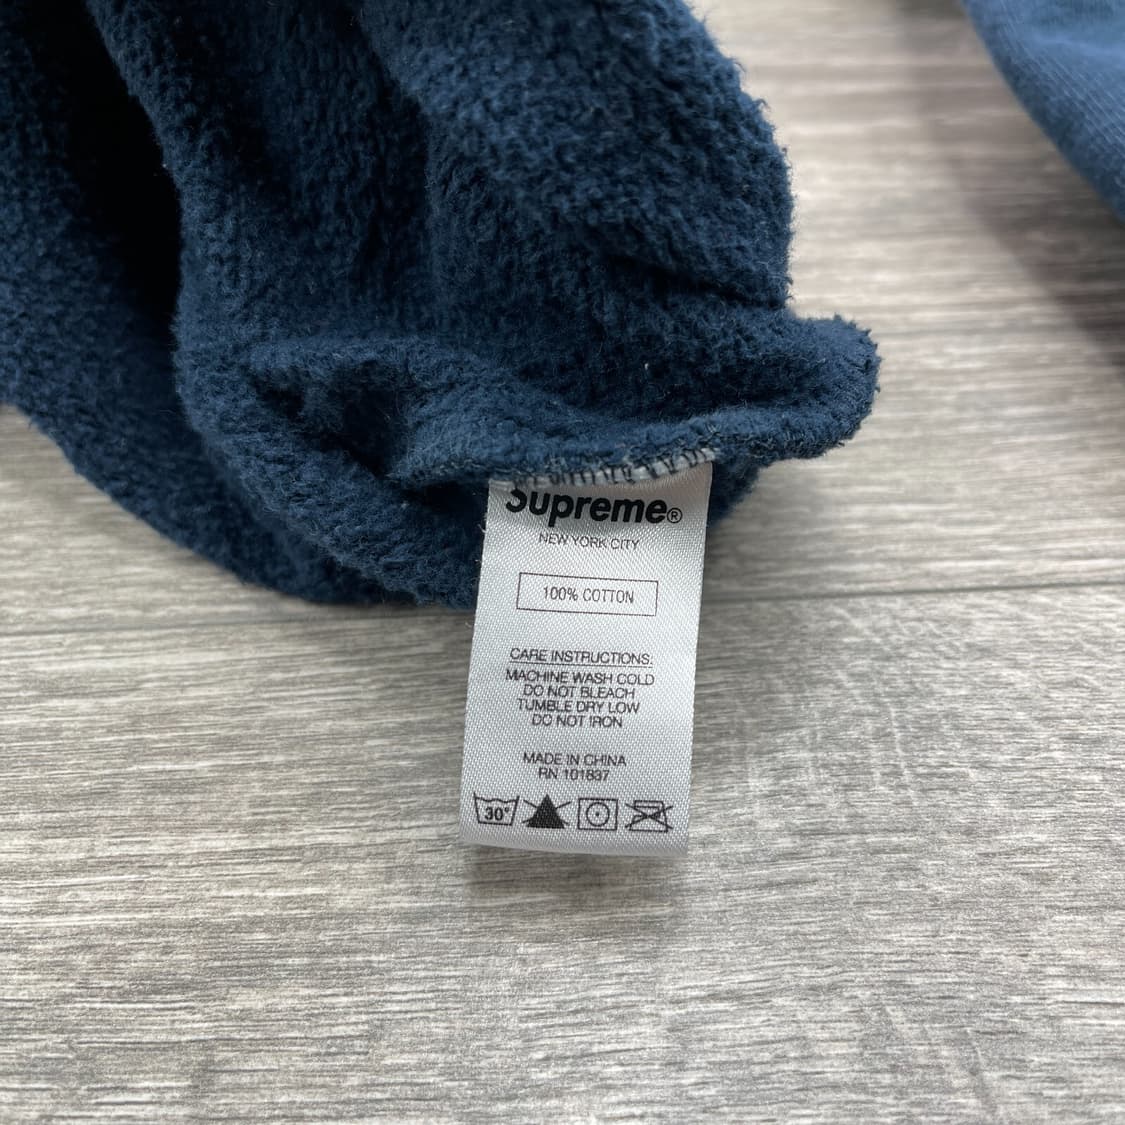 Supreme®
NEW YORK CITY
100% COTTON
CARE INSTRUCTIONS:
MACHINE WASH COLD
DO NOT BLEACH
TUMBLE DRY LOW
DO NOT IRON
MADE IN CHINA
RN 101837
30°